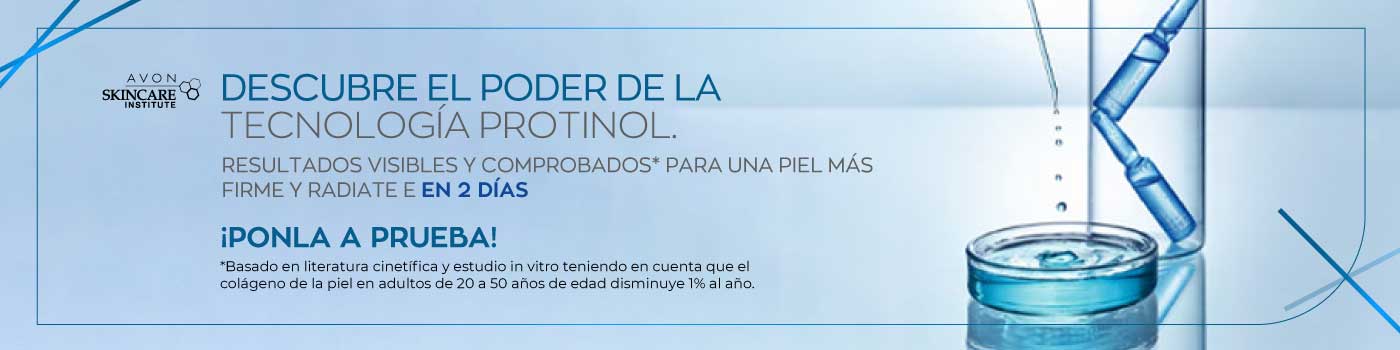 AVON
SKINCARE
INSTITUTE
DESCUBRE EL PODER DE LA
TECNOLOGÍA PROTINOL.
RESULTADOS VISIBLES Y COMPROBADOS* PARA UNA PIEL MÁS
FIRME Y RADIATE E EN 2 DÍAS
¡PONLA A PRUEBA!
*Basado en literatura cinetífica y estudio in vitro teniendo en cuenta que el
colágeno de la piel en adultos de 20 a 50 años de edad disminuye 1% al año.